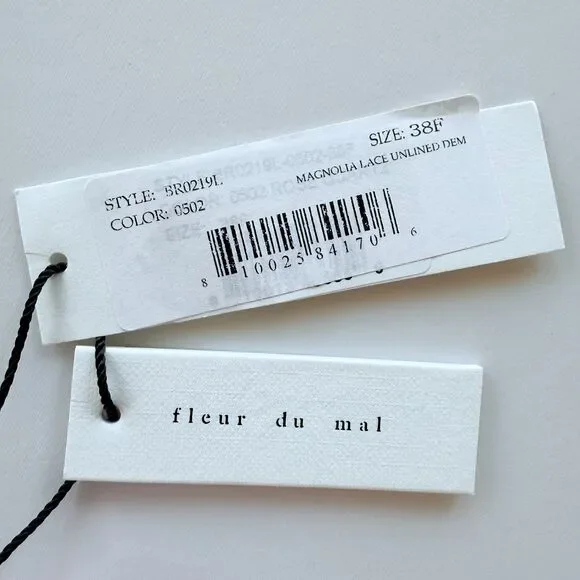 SIZE: 38F
MAGNOLIA LACE UNLINED DEM
STYLE: BR0219L
COLOR: 0502
8 10025 84170 6
fleur du mal